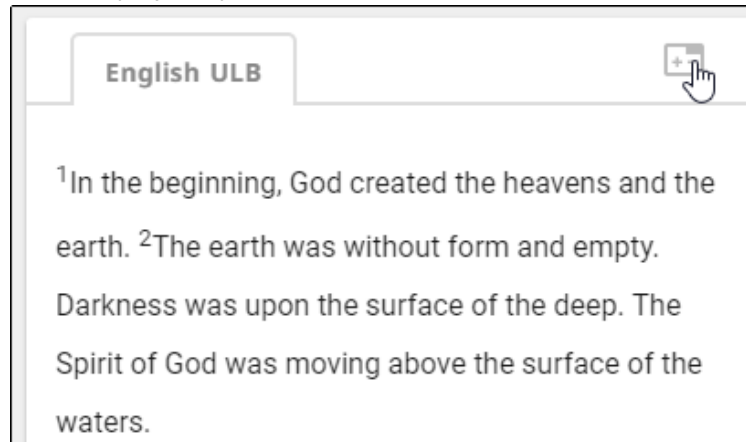 English ULB
1In the beginning, God created the heavens and the
earth. 2The earth was without form and empty.
Darkness was upon the surface of the deep. The
Spirit of God was moving above the surface of the
waters.